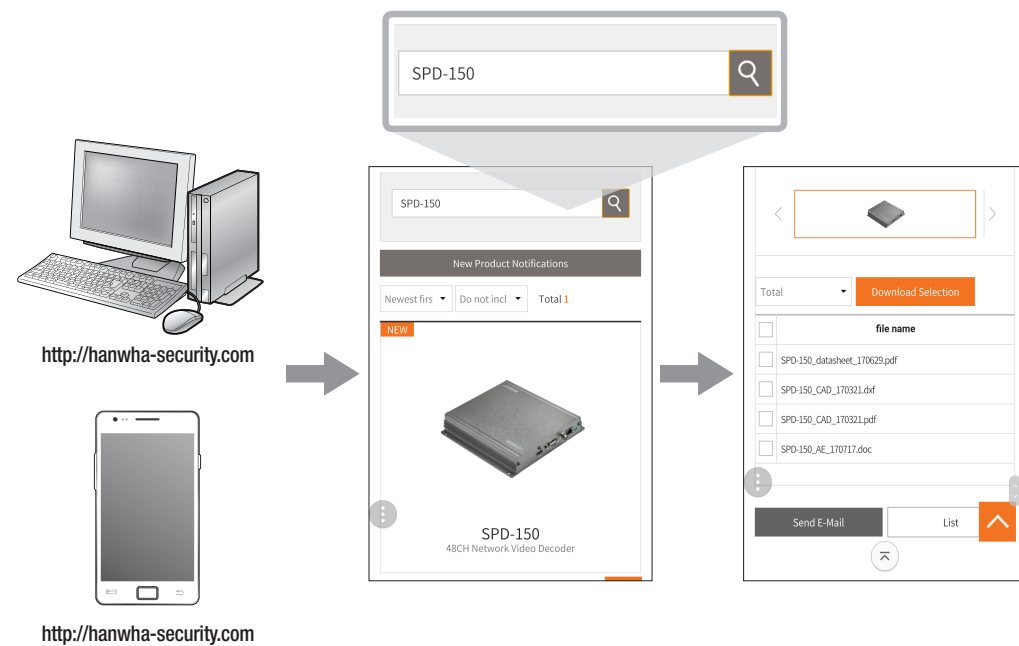 SPD-150
SPD-150
New Product Notifications
Newest firs
Do not incl
Total 1
NEW
SPD-150
48CH Network Video Decoder
http://hanwha-security.com
http://hanwha-security.com
Total
Download Selection
file name
SPD-150_datasheet_170629.pdf
SPD-150_CAD_170321.dxf
SPD-150_CAD_170321.pdf
SPD-150_AE_170717.doc
Send E-Mail
List